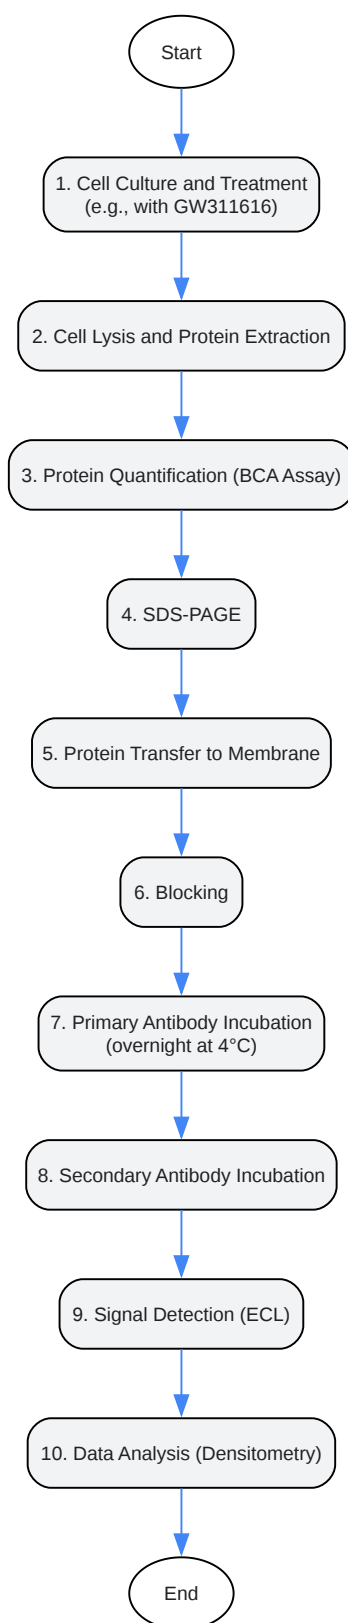 Start
1. Cell Culture and Treatment
(e.g., with GW311616)
2. Cell Lysis and Protein Extraction
3. Protein Quantification (BCA Assay)
4. SDS-PAGE
5. Protein Transfer to Membrane
6. Blocking
7. Primary Antibody Incubation
(overnight at 4°C)
8. Secondary Antibody Incubation
9. Signal Detection (ECL)
10. Data Analysis (Densitometry)
End